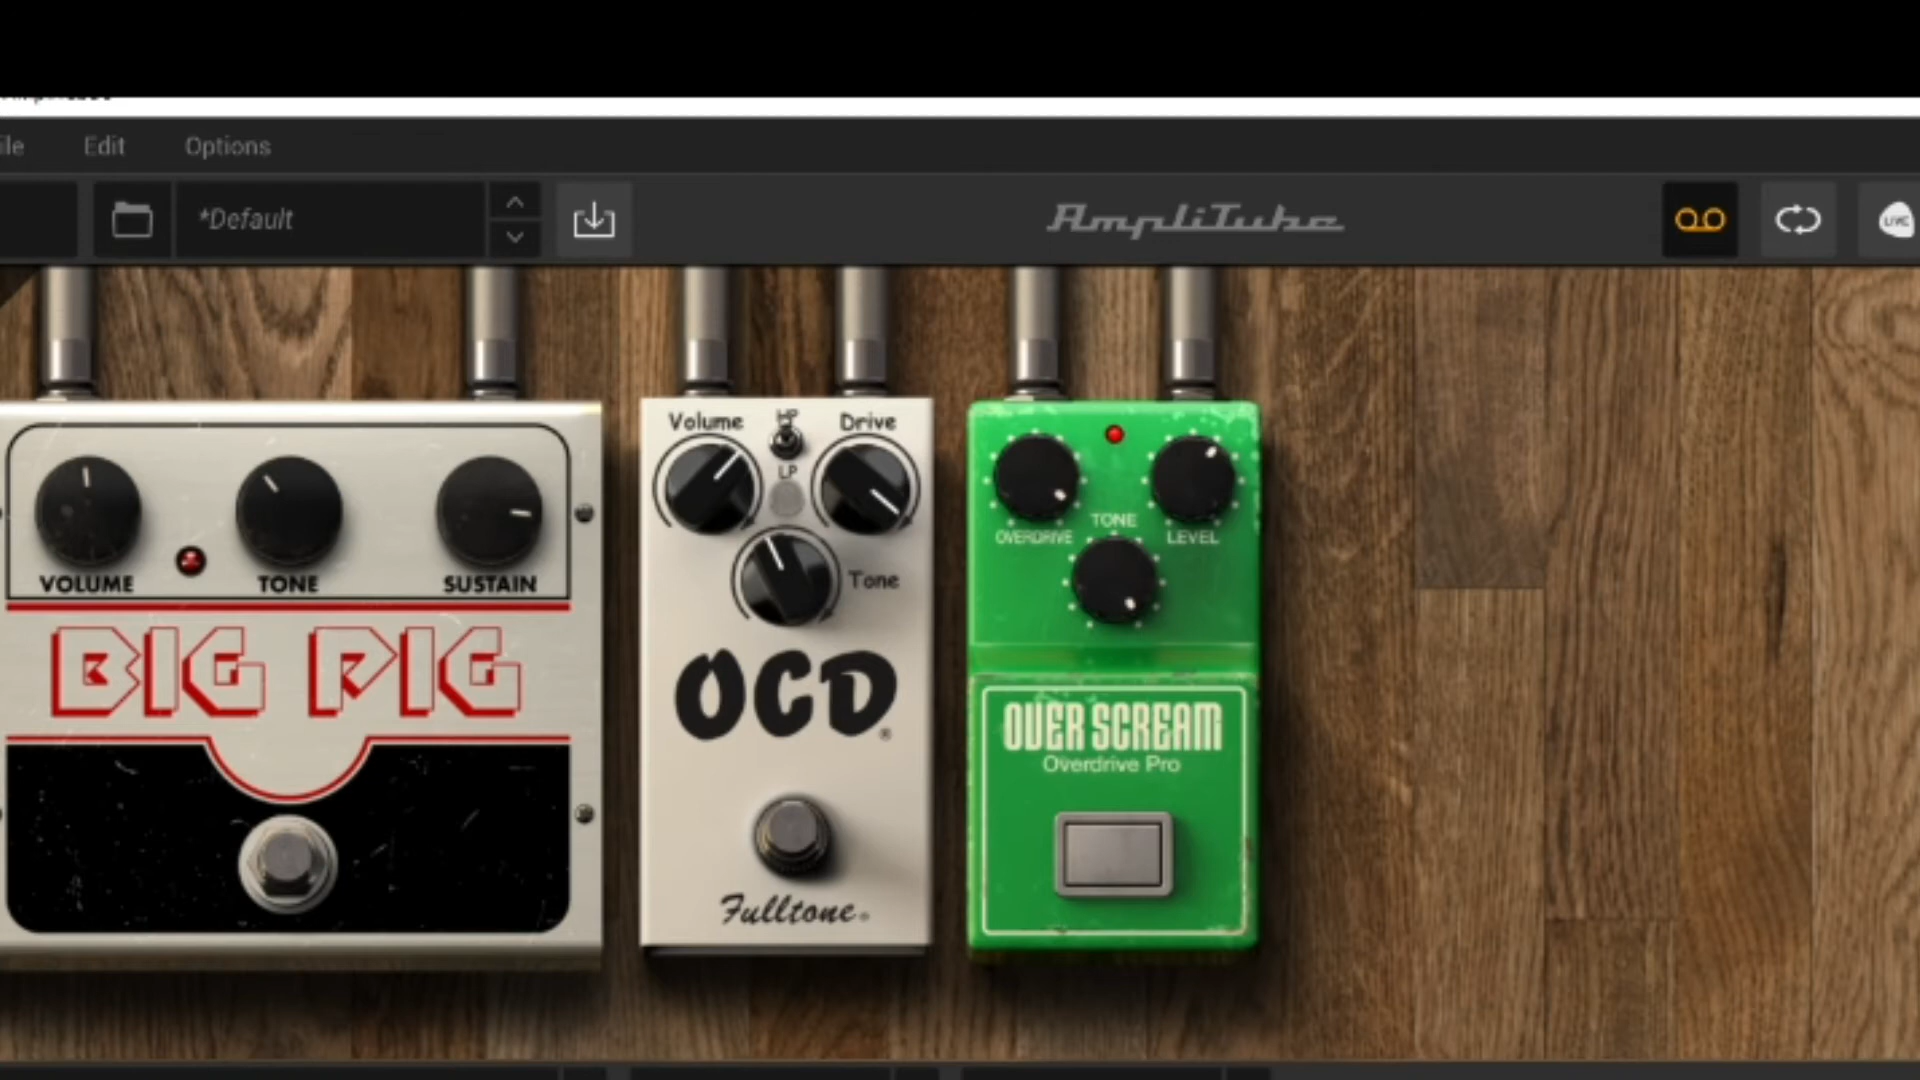 Edit
Options
*Default
AmpliTube
LIVE
VOLUME
TONE
SUSTAIN
BIG PIG
Volume
HP
Drive
LP
Tone
OCD®
Fulltone®
OVERDRIVE
TONE
LEVEL
OVER SCREAM
Overdrive Pro